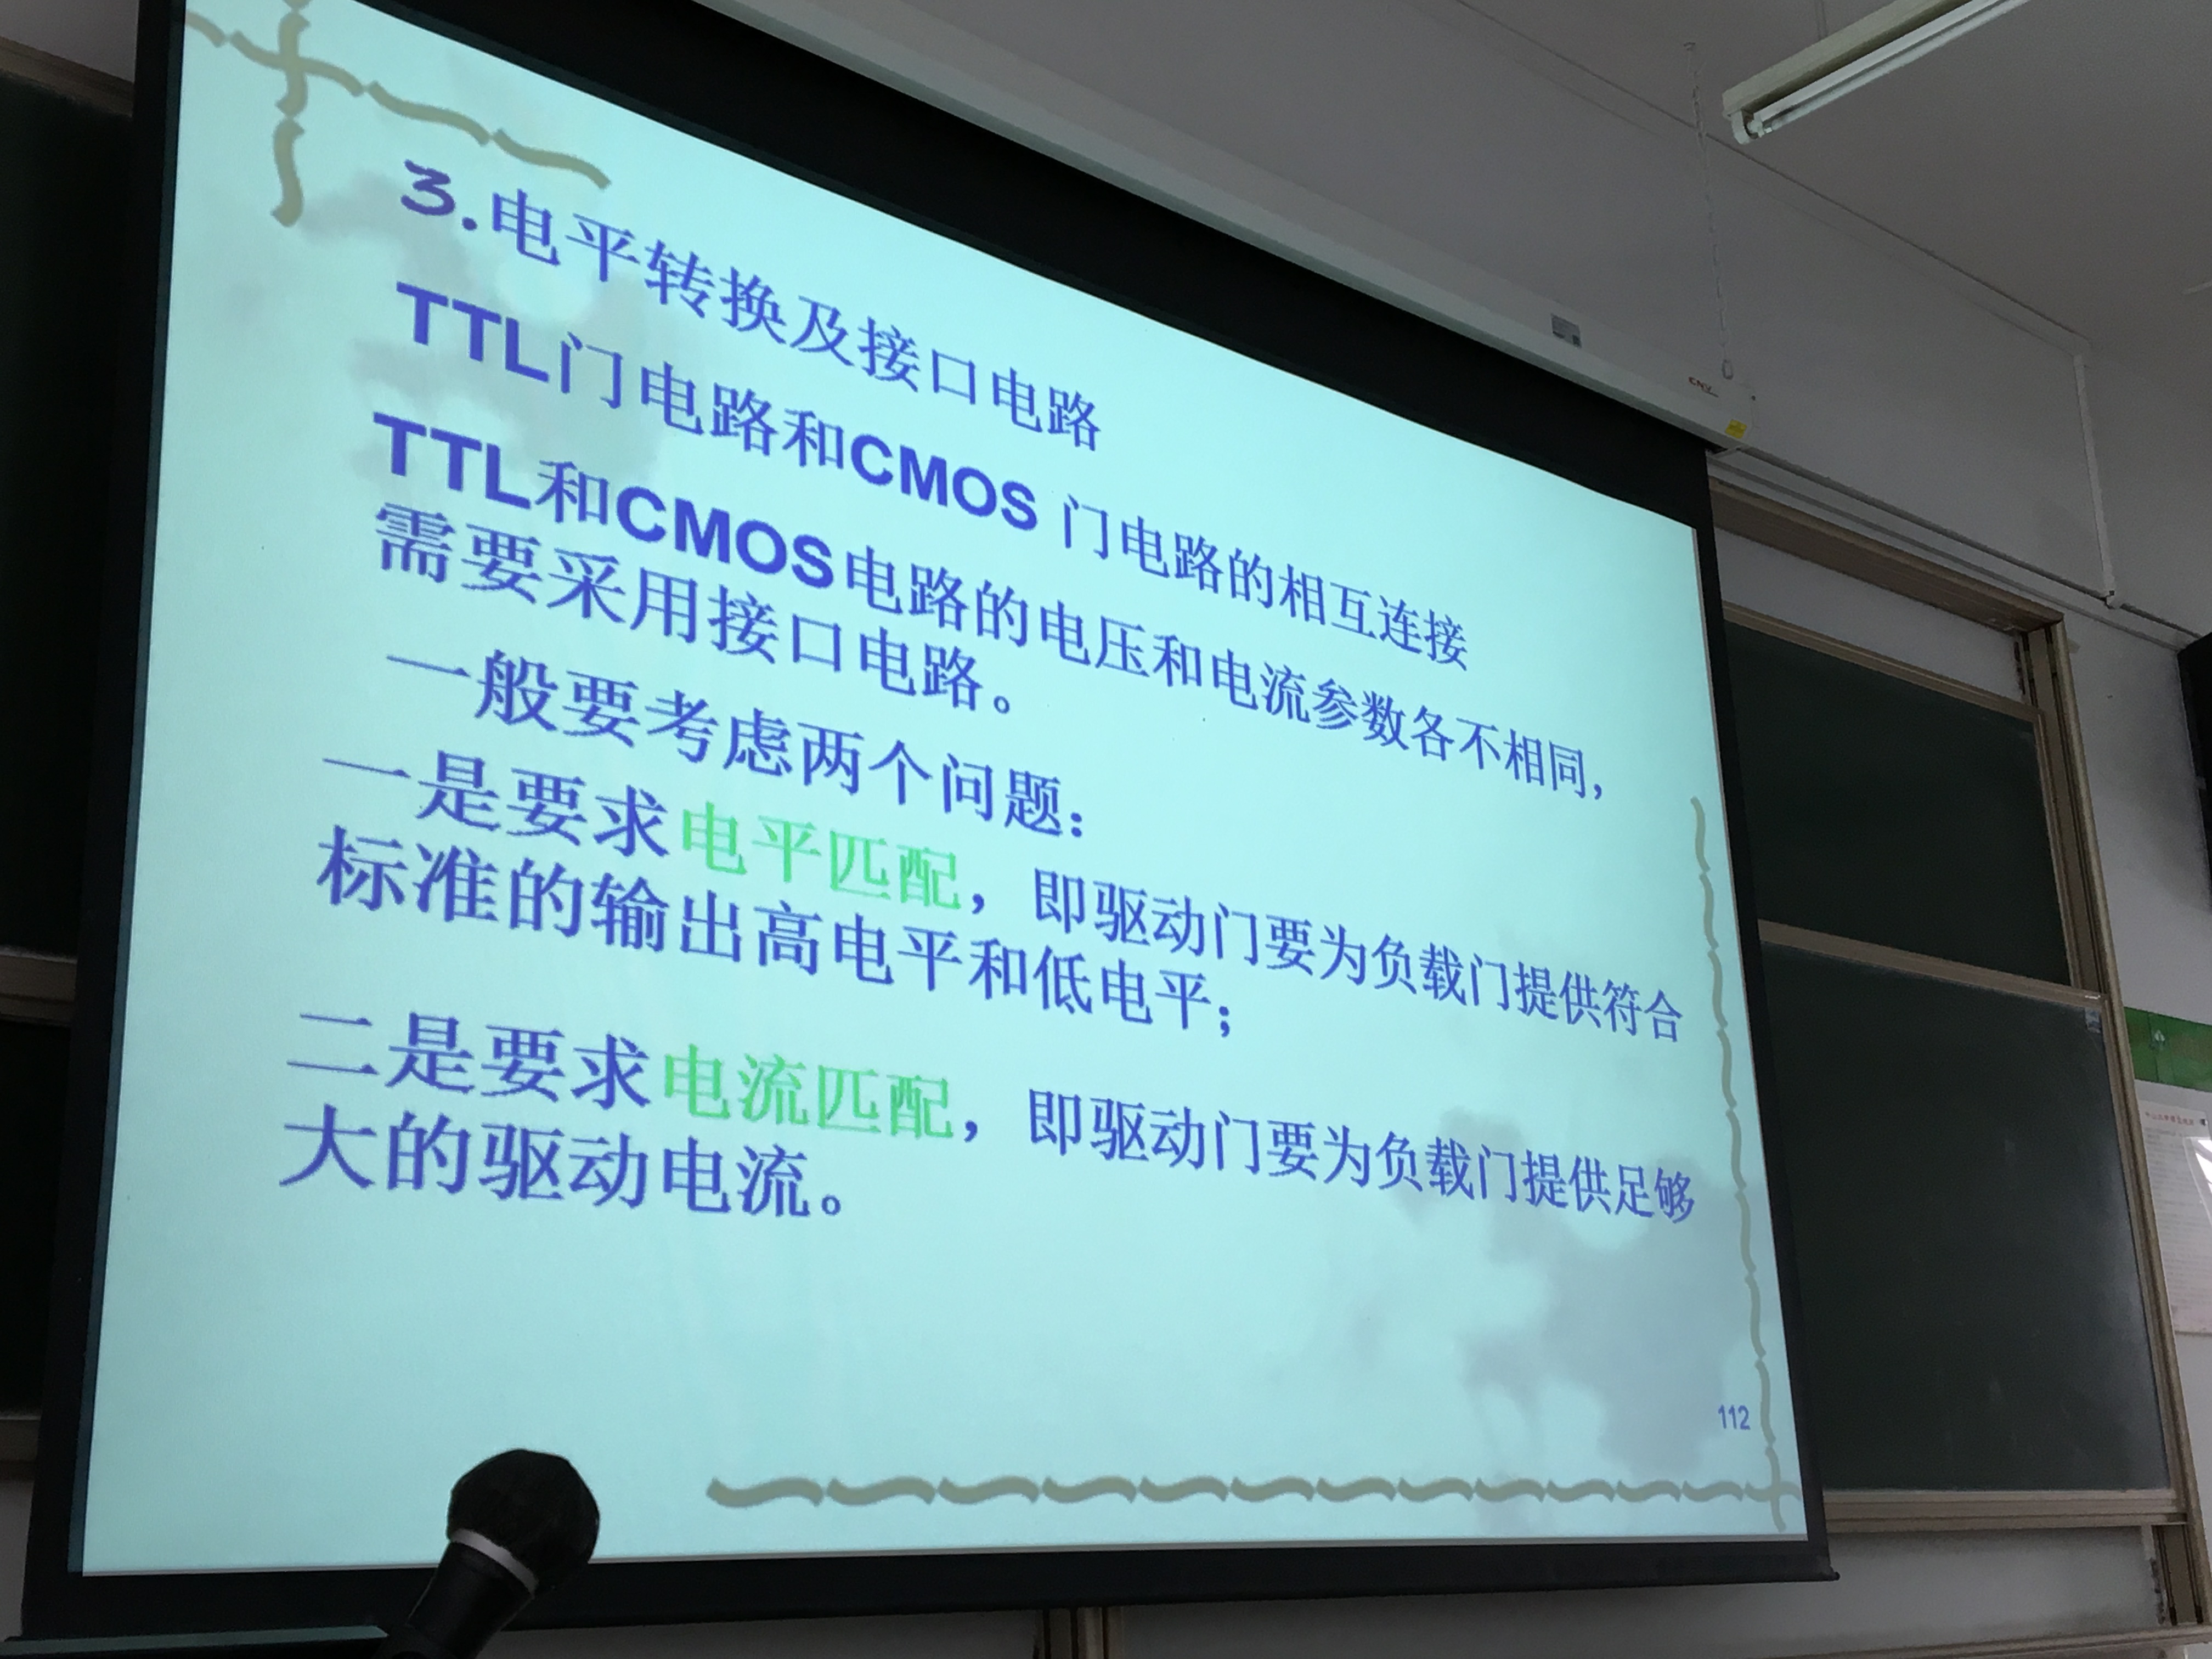 3.电平转换及接口电路
TTL门电路和CMOS 门电路的相互连接
TTL和CMOS电路的电压和电流参数各不相同，
需要采用接口电路。
一般要考虑两个问题：
一是要求电平匹配，即驱动门要为负载门提供符合
标准的输出高电平和低电平；
二是要求电流匹配，即驱动门要为负载门提供足够
大的驱动电流。
112